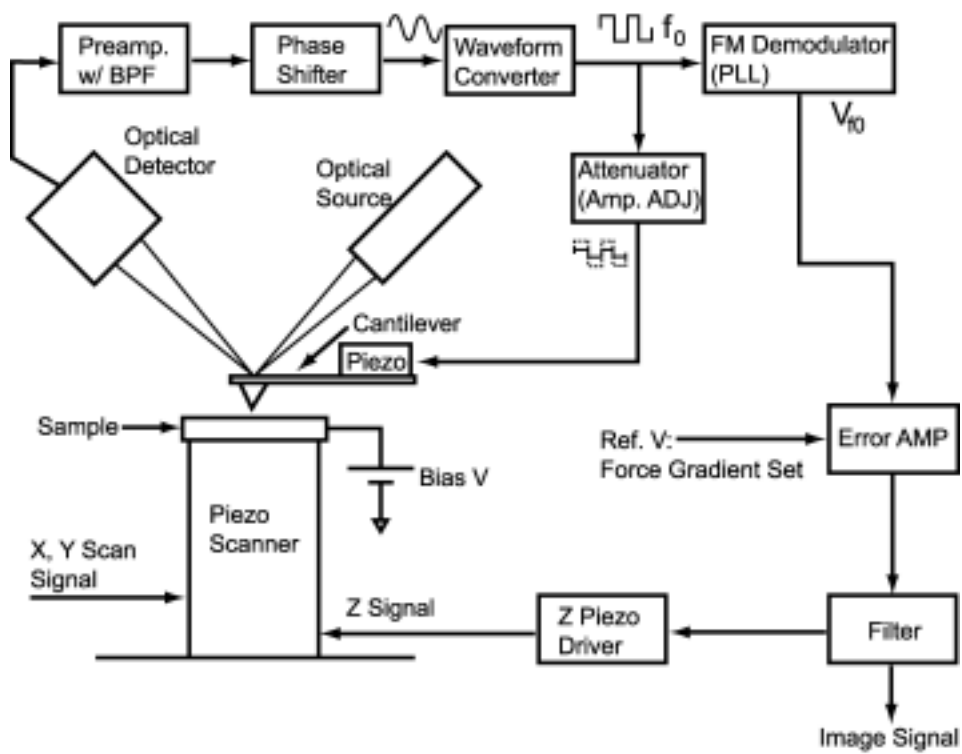 Preamp.
w/ BPF
Phase
Shifter
Waveform
Converter
f0
FM Demodulator
(PLL)
Vf0
Optical
Detector
Optical
Source
Attenuator
(Amp. ADJ)
Cantilever
Piezo
Sample
Bias V
Ref. V:
Force Gradient Set
Error AMP
Piezo
Scanner
X, Y Scan
Signal
Z Signal
Z Piezo
Driver
Filter
Image Signal